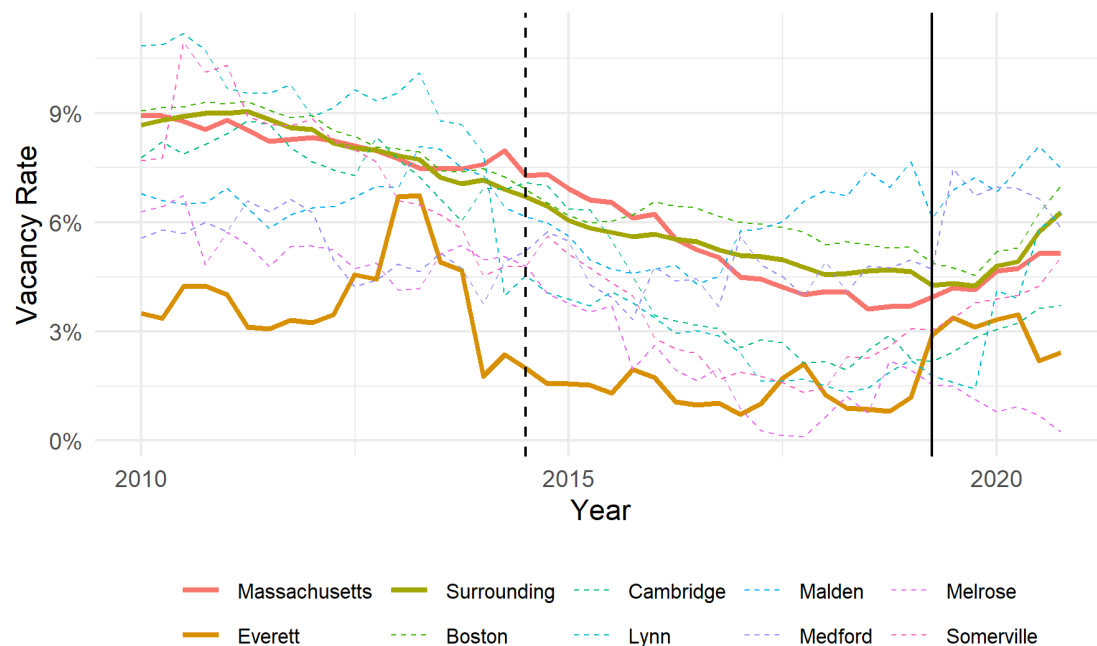 Vacancy Rate
9%
6%
3%
0%
2010 2015 2020
Year
Massachusetts Surrounding Cambridge Malden Melrose
Everett Boston Lynn Medford Somerville